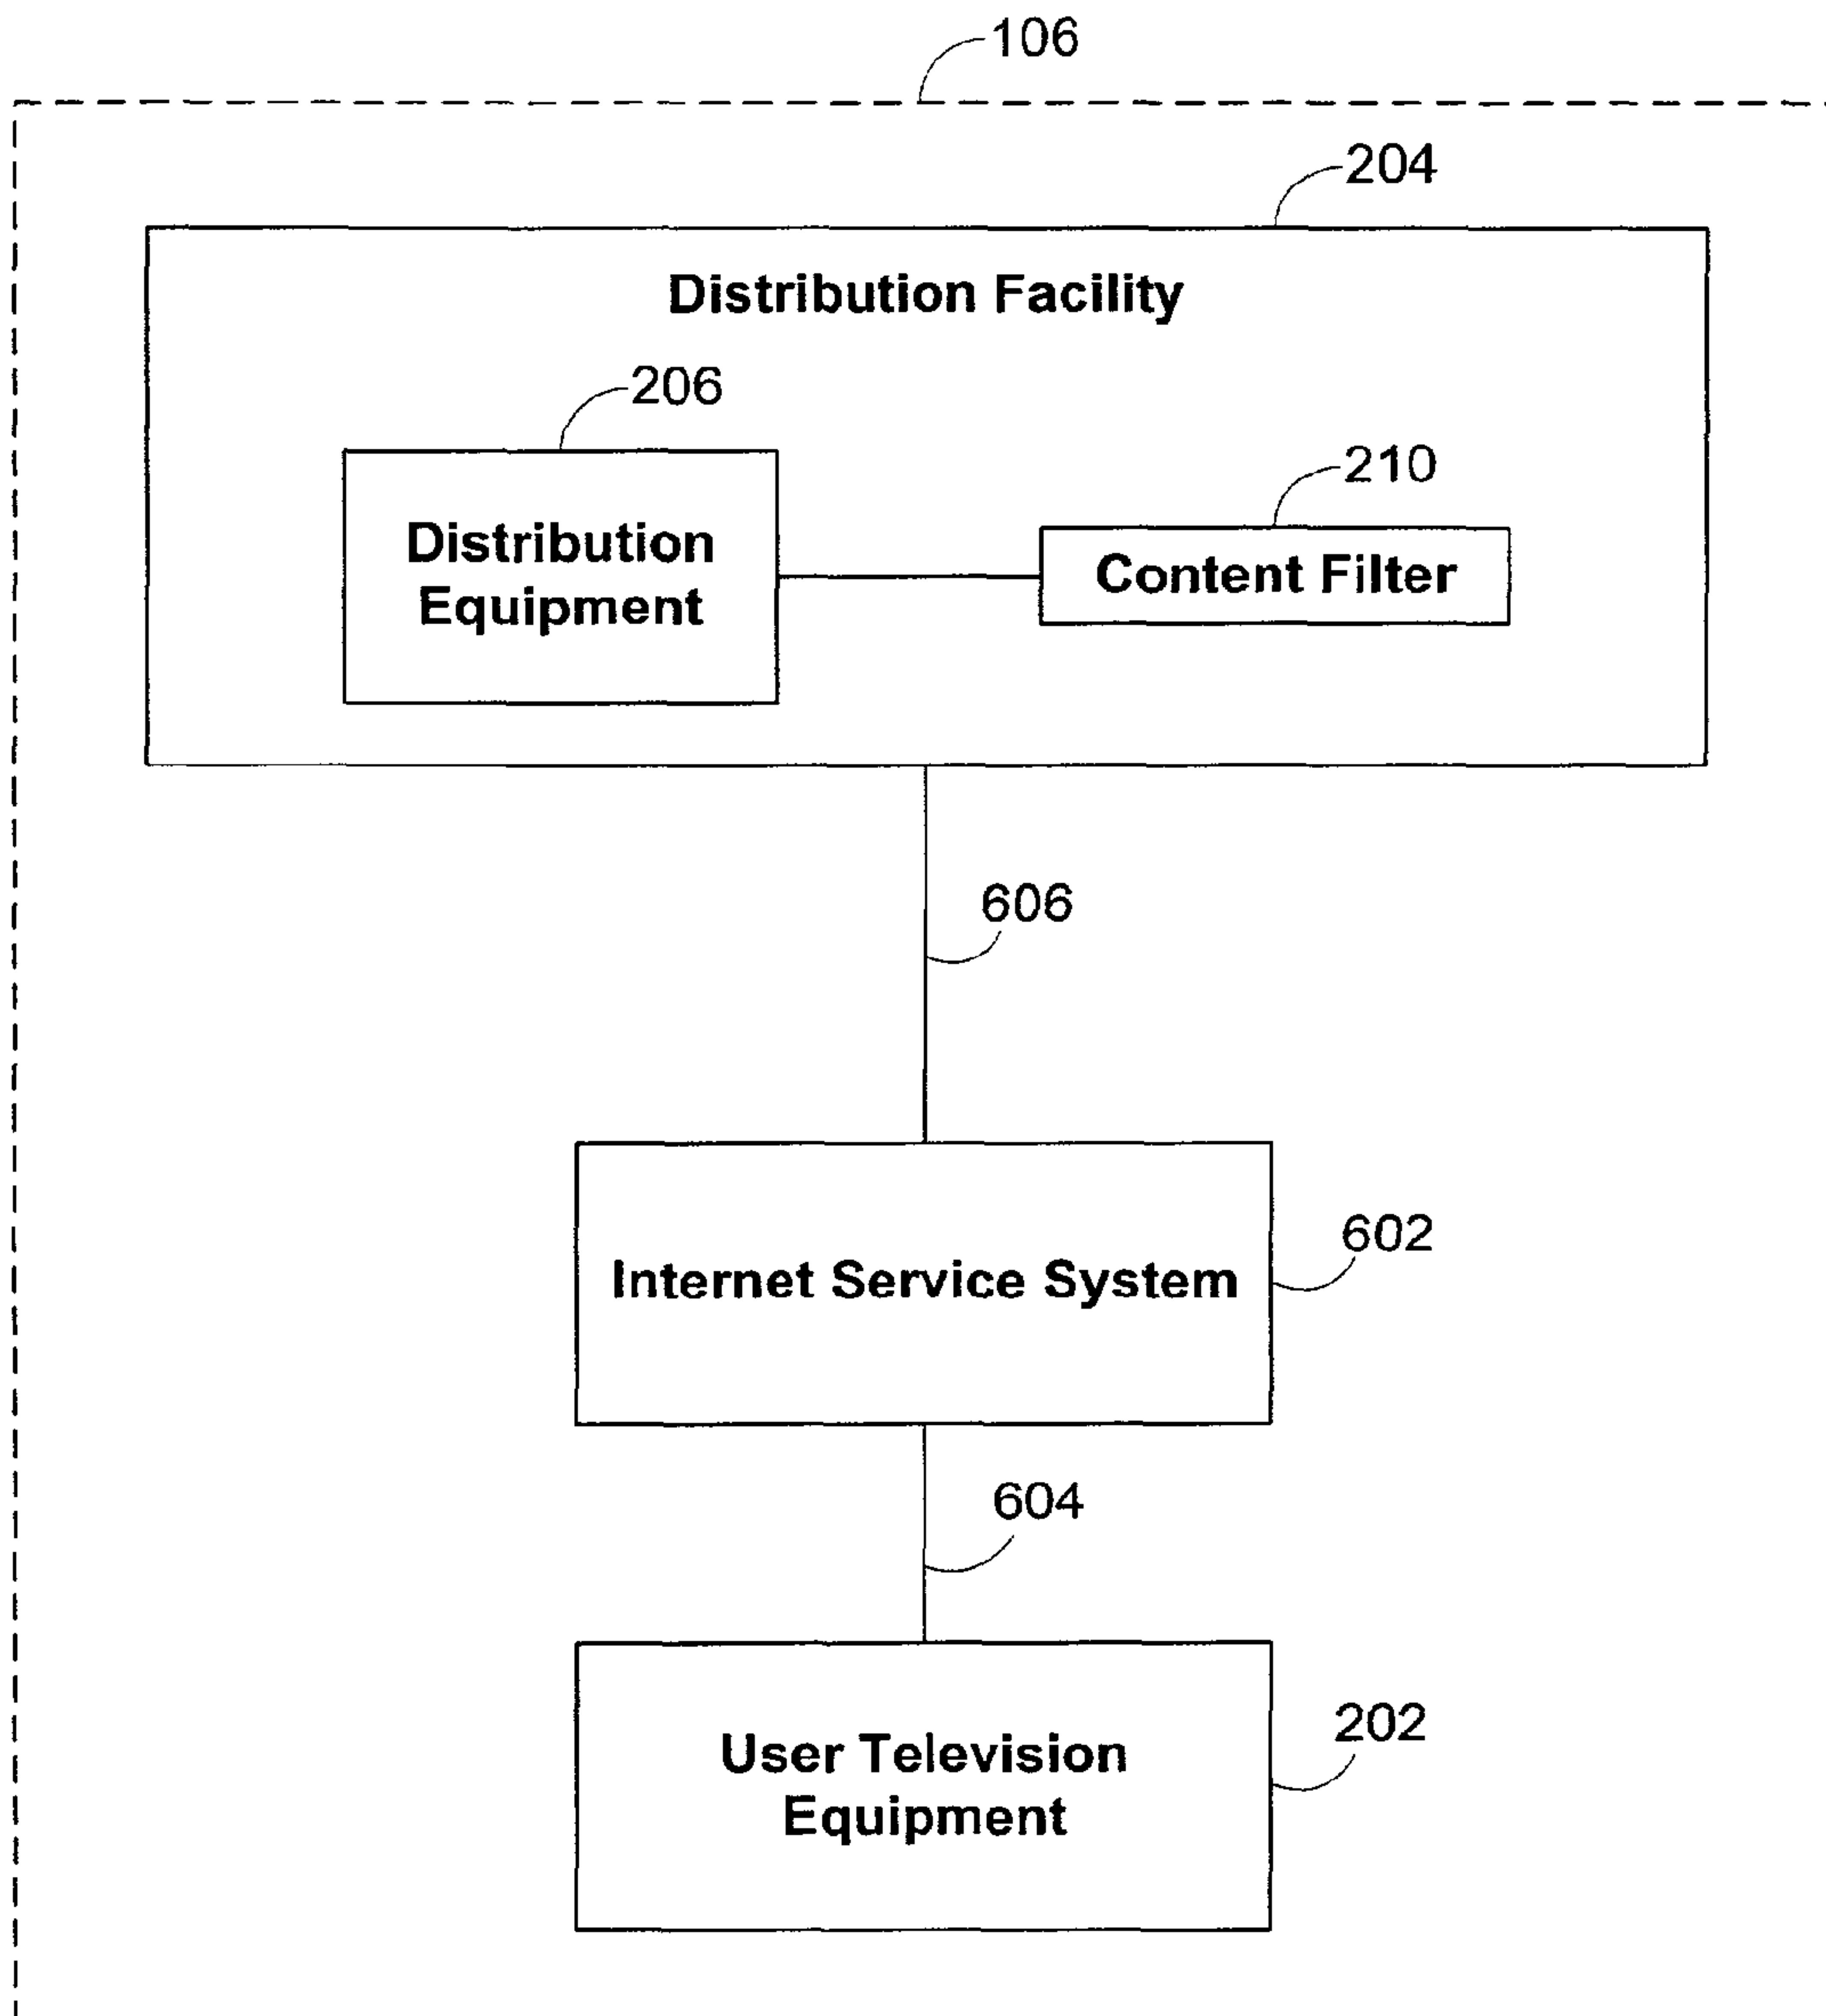 106
204
Distribution Facility
206
210
Distribution
Equipment
Content Filter
606
602
Internet Service System
604
202
User Television
Equipment